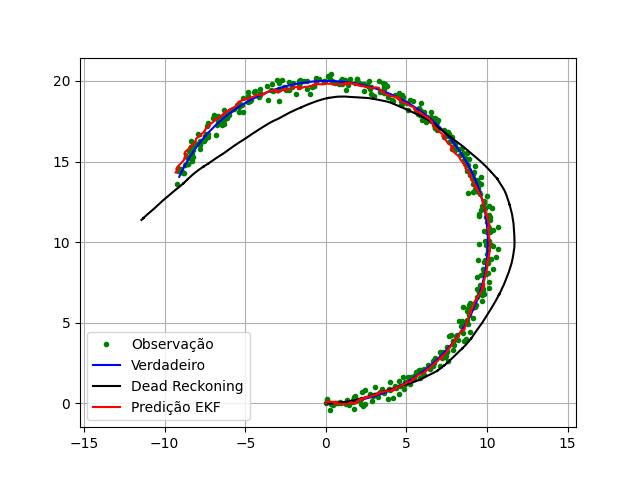 20
15
10
5
0
Observação
Verdadeiro
Dead Reckoning
Predição EKF
−15 −10 −5 0 5 10 15